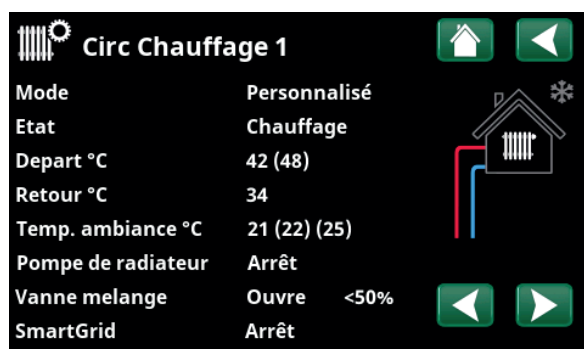 Circ Chauffage 1
Mode Personnalisé
Etat Chauffage
Depart °C 42 (48)
Retour °C 34
Temp. ambiance °C 21 (22) (25)
Pompe de radiateur Arrêt
Vanne melange Ouvre <50%
SmartGrid Arrêt